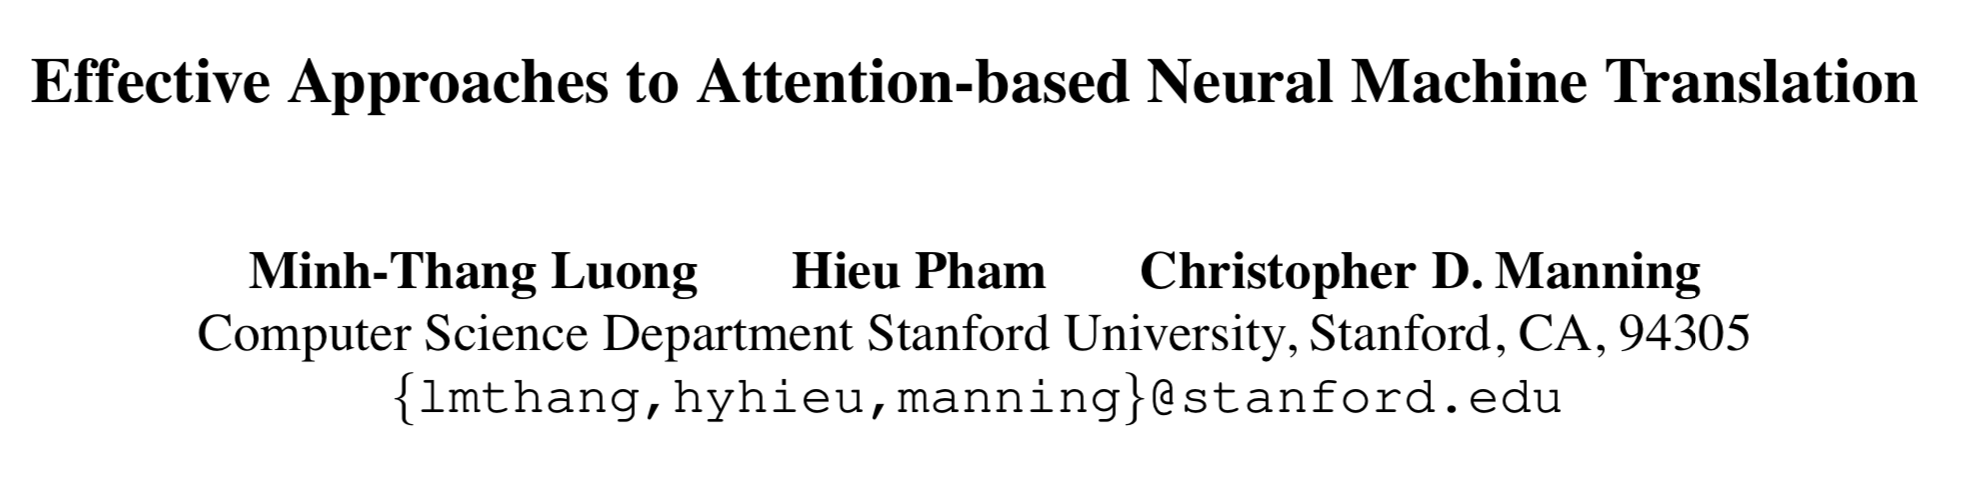 Effective Approaches to Attention-based Neural Machine Translation
Minh-Thang Luong Hieu Pham Christopher D. Manning
Computer Science Department Stanford University, Stanford, CA, 94305
{lmthang,hyhieu,manning}@stanford.edu